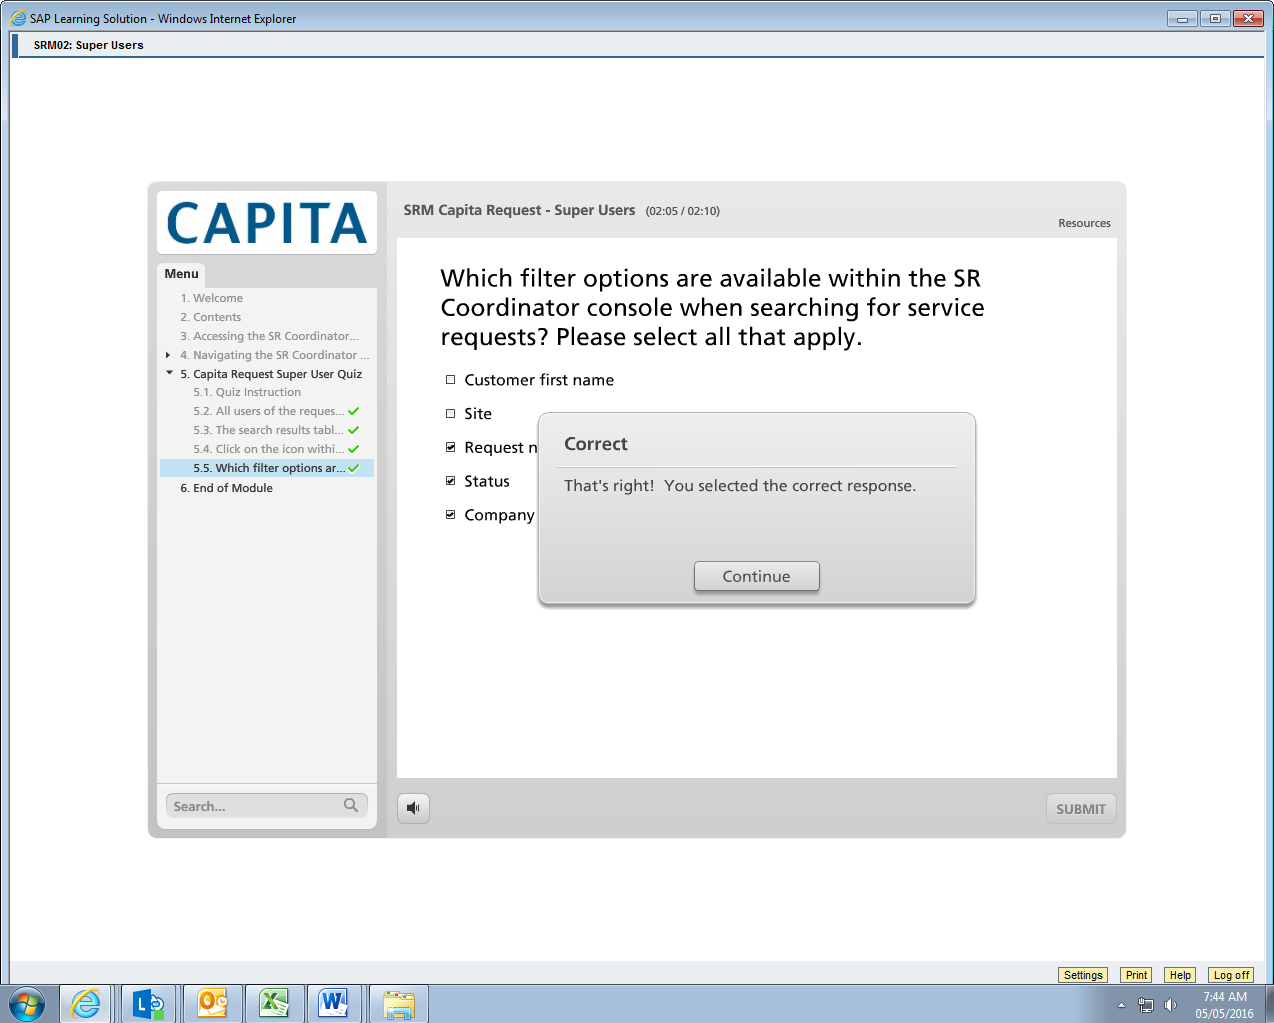 SAP Learning Solution - Windows Internet Explorer
SRM02: Super Users
CAPITA
SRM Capita Request - Super Users (02:05 / 02:10)
Resources
Menu
1. Welcome
2. Contents
3. Accessing the SR Coordinator...
4. Navigating the SR Coordinator ...
5. Capita Request Super User Quiz
5.1. Quiz Instruction
5.2. All users of the reques...
5.3. The search results tabl...
5.4. Click on the icon withi...
5.5. Which filter options ar...
6. End of Module
Search...
Which filter options are available within the SR
Coordinator console when searching for service
requests? Please select all that apply.
Customer first name
Site
Request n
Status
Company
Correct
That's right!  You selected the correct response.
Continue
SUBMIT
Settings
Print
Help
Log off
7:44 AM
05/05/2016